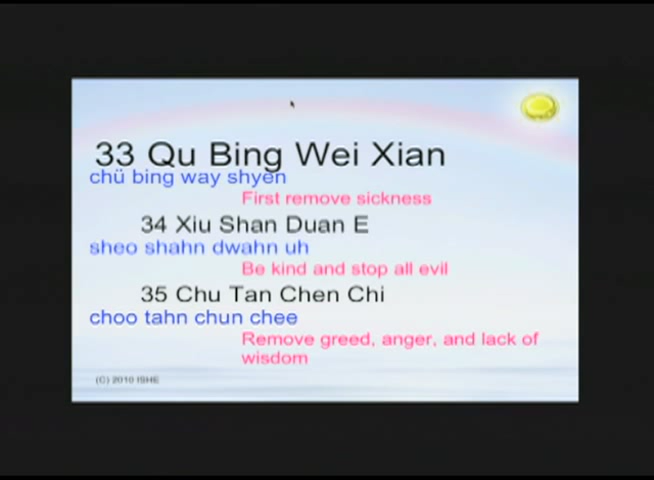 33 Qu Bing Wei Xian
chü bing way shyen
First remove sickness
34 Xiu Shan Duan E
sheo shahn dwahn uh
Be kind and stop all evil
35 Chu Tan Chen Chi
choo tahn chun chee
Remove greed, anger, and lack of
wisdom
(C) 2010 ISHE